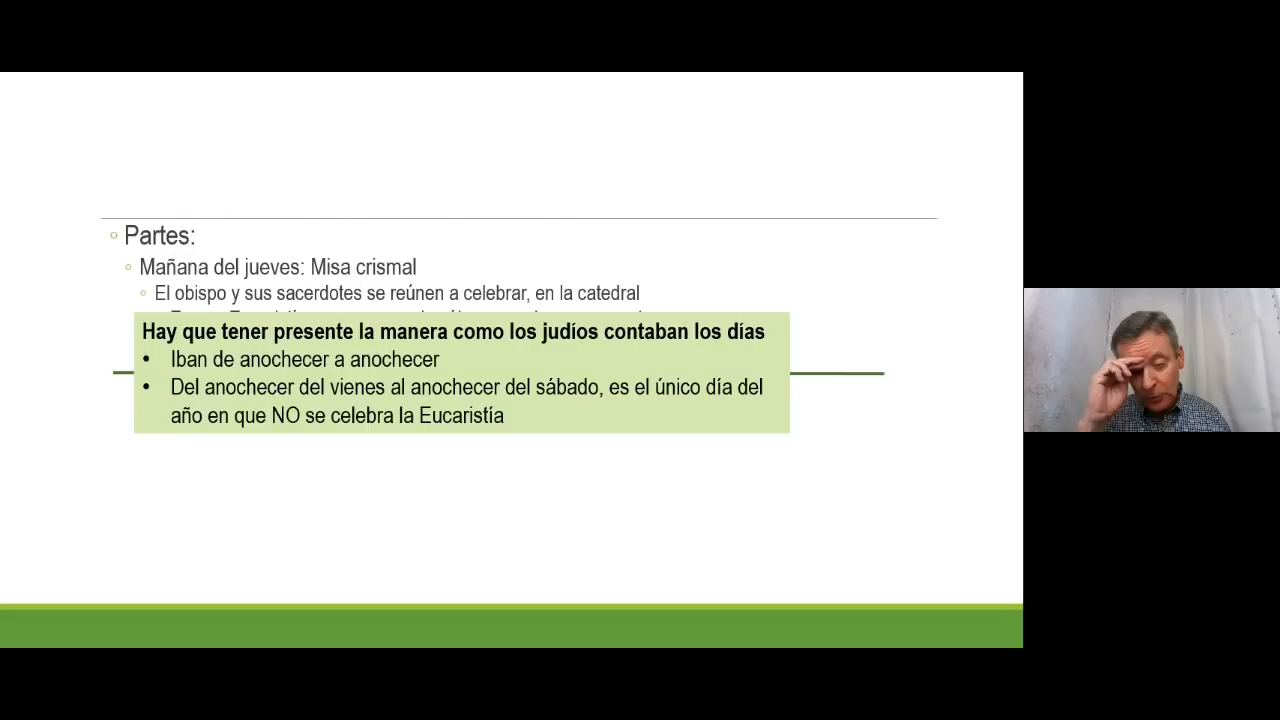 Partes:
Mañana del jueves: Misa crismal
El obispo y sus sacerdotes se reúnen a celebrar, en la catedral
Hay que tener presente la manera como los judíos contaban los días
• Iban de anochecer a anochecer
• Del anochecer del vienes al anochecer del sábado, es el único día del
año en que NO se celebra la Eucaristía